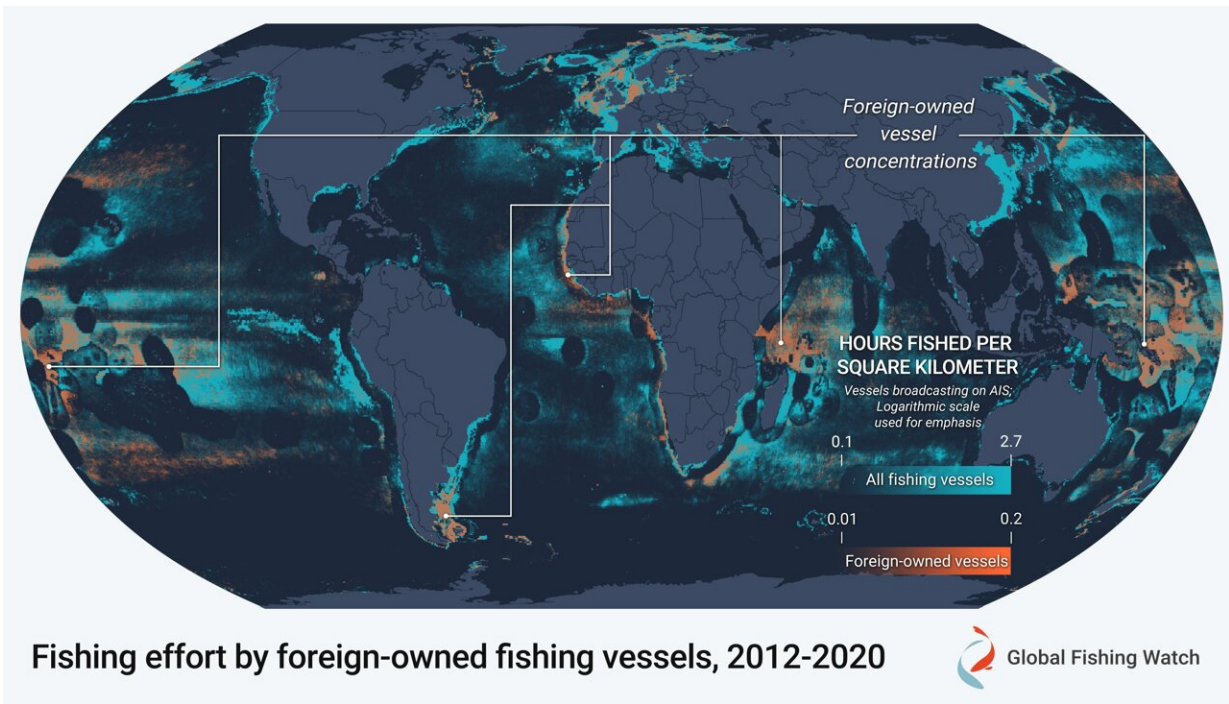 Foreign-owned
vessel
concentrations
HOURS FISHED PER
SQUARE KILOMETER
Vessels broadcasting on AIS;
Logarithmic scale
used for emphasis
0.1 2.7
All fishing vessels
0.01 0.2
Foreign-owned vessels
Fishing effort by foreign-owned fishing vessels, 2012-2020
Global Fishing Watch